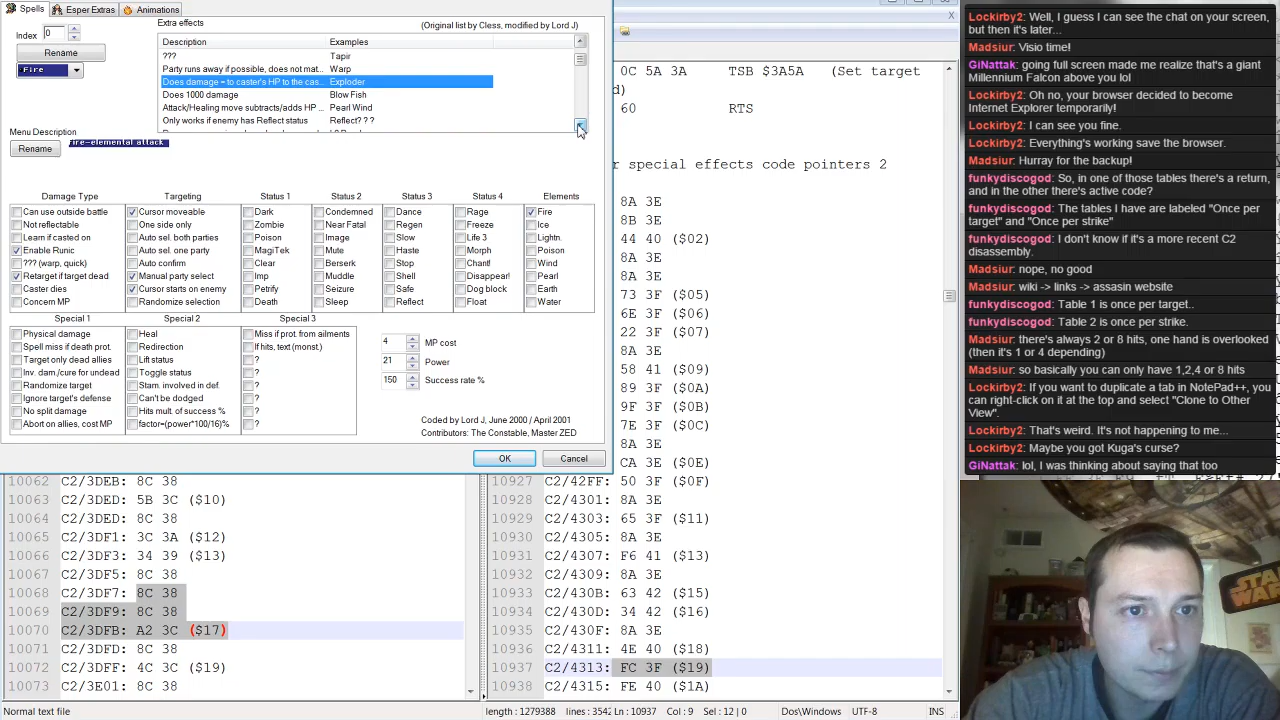 Spells
Esper Extras
Animations
Index
0
Extra effects
(Original list by Cless, modified by Lord J)
Rename
Fire
Description
Examples
???
Tapir
Party runs away if possible, does not mat...
Warp
Does damage = to caster's HP to the cas...
Exploder
Does 1000 damage
Blow Fish
Attack/Healing move subtracts/adds HP ...
Pearl Wind
Only works if enemy has Reflect status
Reflect? ? ?
Menu Description
Rename
Fire-elemental attack
Damage Type
Targeting
Status 1
Status 2
Status 3
Status 4
Elements
Can use outside battle
Cursor moveable
Dark
Condemned
Dance
Rage
Fire
Not reflectable
One side only
Zombie
Near Fatal
Regen
Freeze
Ice
Learn if casted on
Auto sel. both parties
Poison
Image
Slow
Life 3
Lightn.
Enable Runic
Auto sel. one party
MagiTek
Mute
Haste
Morph
Poison
??? (warp, quick)
Auto confirm
Clear
Berserk
Stop
Chant!
Wind
Retarget if target dead
Manual party select
Imp
Muddle
Shell
Disappear!
Pearl
Caster dies
Cursor starts on enemy
Petrify
Seizure
Safe
Dog block
Earth
Concern MP
Randomize selection
Death
Sleep
Reflect
Float
Water
Special 1
Special 2
Special 3
Physical damage
Heal
Miss if prot. from ailments
Spell miss if death prot.
Redirection
If hits, text (monst.)
Target only dead allies
Lift status
?
Inv. dam/cure for undead
Toggle status
?
Randomize target
Stam. involved in def.
?
Ignore target's defense
Can't be dodged
?
No split damage
Hits mult. of success %
?
Abort on allies, cost MP
factor=(power*100/16)%
?
4
MP cost
21
Power
150
Success rate %
Coded by Lord J, June 2000 / April 2001
Contributors: The Constable, Master ZED
OK
Cancel
10062 C2/3DEB: 8C 38
10063 C2/3DED: 5B 3C ($10)
10064 C2/3DEF: 8C 38
10065 C2/3DF1: 3C 3A ($12)
10066 C2/3DF3: 34 39 ($13)
10067 C2/3DF5: 8C 38
10068 C2/3DF7: 8C 38
10069 C2/3DF9: 8C 38
10070 C2/3DFB: A2 3C ($17)
10071 C2/3DFD: 8C 38
10072 C2/3DFF: 4C 3C ($19)
10073 C2/3E01: 8C 38
0C 5A 3A TSB $3A5A (Set target
60 RTS
r special effects code pointers 2
8A 3E
8B 3E
44 40 ($02)
8A 3E
8A 3E
73 3F ($05)
6E 3F ($06)
22 3F ($07)
8A 3E
58 41 ($09)
89 3F ($0A)
9F 3F ($0B)
7E 3F ($0C)
8A 3E
CA 3E ($0E)
10927 C2/42FF: 50 3F ($0F)
10928 C2/4301: 8A 3E
10929 C2/4303: 65 3F ($11)
10930 C2/4305: 8A 3E
10931 C2/4307: F6 41 ($13)
10932 C2/4309: 8A 3E
10933 C2/430B: 63 42 ($15)
10934 C2/430D: 34 42 ($16)
10935 C2/430F: 8A 3E
10936 C2/4311: 4E 40 ($18)
10937 C2/4313: FC 3F ($19)
10938 C2/4315: FE 40 ($1A)
Normal text file
length : 1279388 lines : 3542
Ln : 10937 Col : 9 Sel : 12 | 0
Dos\Windows
UTF-8
INS
Lockirby2: Well, I guess I can see the chat on your screen,
but then it's later...
Madsiur: Visio time!
GiNattak: going full screen made me realize that's a giant
Millennium Falcon above you lol
Lockirby2: Oh no, your browser decided to become
Internet Explorer temporarily!
Lockirby2: I can see you fine.
Lockirby2: Everything's working save the browser.
Madsiur: Hurray for the backup!
funkydiscogod: So, in one of those tables there's a return,
and in the other there's active code?
funkydiscogod: The tables I have are labeled "Once per
target" and "Once per strike"
funkydiscogod: I don't know if it's a more recent C2
disassembly.
Madsiur: nope, no good
Madsiur: wiki -> links -> assasin website
funkydiscogod: Table 1 is once per target..
funkydiscogod: Table 2 is once per strike.
Madsiur: there's always 2 or 8 hits, one hand is overlooked
(then it's 1 or 4 depending)
Madsiur: so basically you can only have 1,2,4 or 8 hits
Lockirby2: If you want to duplicate a tab in NotePad++, you
can right-click on it at the top and select "Clone to Other
View".
Lockirby2: That's weird. It's not happening to me...
Lockirby2: Maybe you got Kuga's curse?
GiNattak: lol, I was thinking about saying that too
STAR
WA